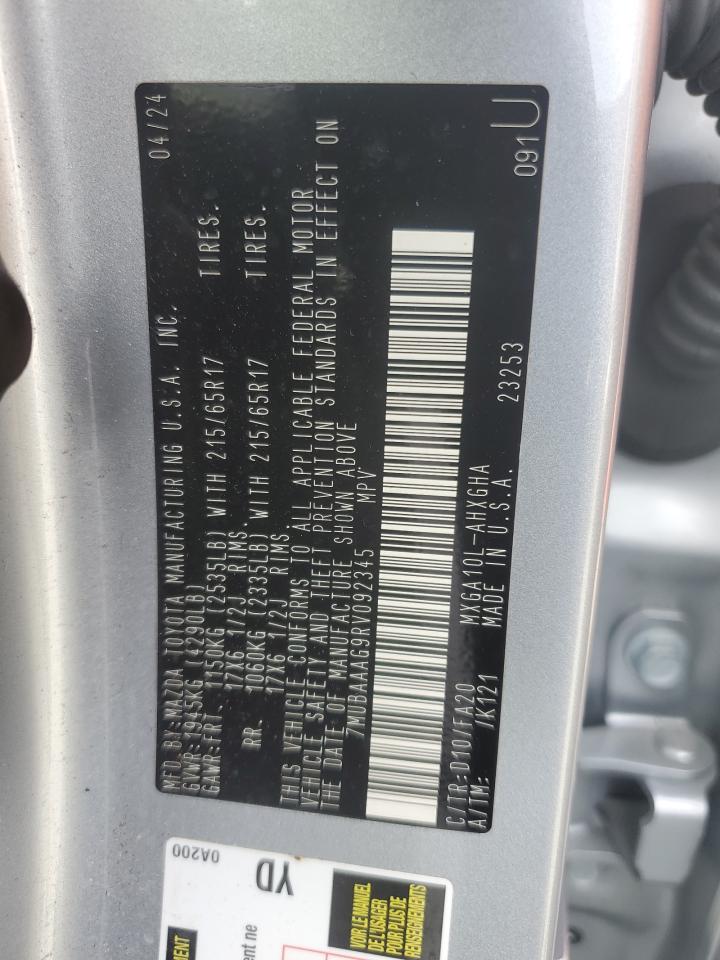 MFD.BY:MAZDA TOYOTA MANUFACTURING U.S.A. INC. 04/24
GVWR:1945KG (4290LB)
GAWR:FRT. 1150KG (2535LB) WITH 215/65R17 TIRES.
17X6 1/2J RIMS.
RR. 1060KG (2335LB) WITH 215/65R17 TIRES.
17X6 1/2J RIMS.
THIS VEHICLE CONFORMS TO ALL APPLICABLE FEDERAL MOTOR
VEHICLE SAFETY AND THEFT PREVENTION STANDARDS IN EFFECT ON
THE DATE OF MANUFACTURE SHOWN ABOVE
7MUBAAAG9RV092345 MPV
C/TR:D104/FA20 MXGA10L-AHXGHA 23253 091U
A/TM: /K121 MADE IN U.S.A.
0A200
YD
ent ne
VOIR LE MANUEL
DE L'USAGER
POUR PLUS DE
RENSEIGNEMENTS